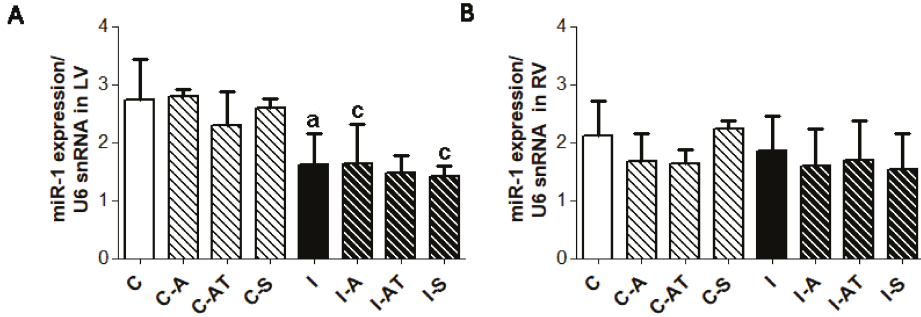 A
miR-1 expression/
U6 snRNA in LV
4
3
2
1
0
a
c
c
C
C-A
C-AT
C-S
I
I-A
I-AT
I-S
B
miR-1 expression/
U6 snRNA in RV
4
3
2
1
0
C
C-A
C-AT
C-S
I
I-A
I-AT
I-S